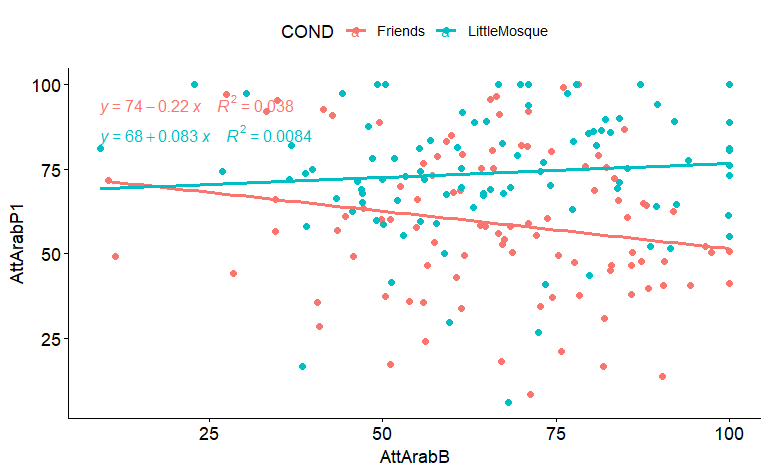 COND a Friends a LittleMosque
100
y = 74 − 0.22 x R² = 0.038
y = 68 + 0.083 x R² = 0.0084
75
AttArabP1
50
25
25 50 75 100
AttArabB